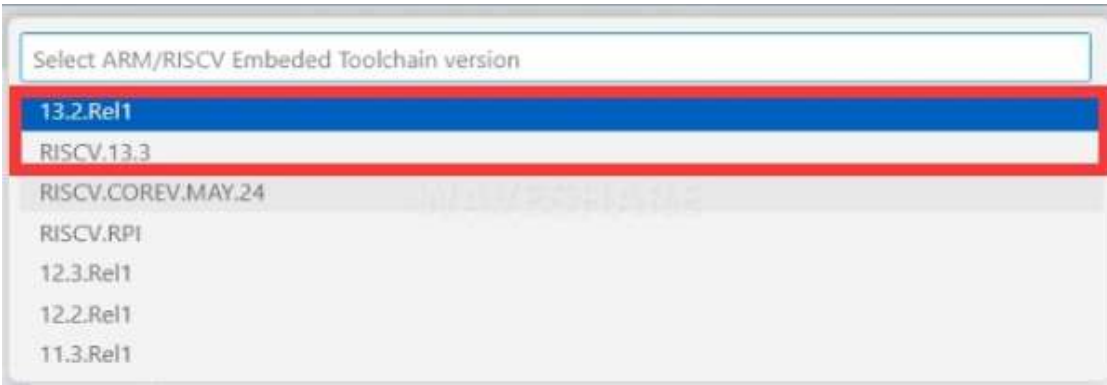 Select ARM/RISCV Embeded Toolchain version
13.2.Rel1
RISCV.13.3
RISCV.COREV.MAY.24
RISCV.RPI
12.3.Rel1
12.2.Rel1
11.3.Rel1